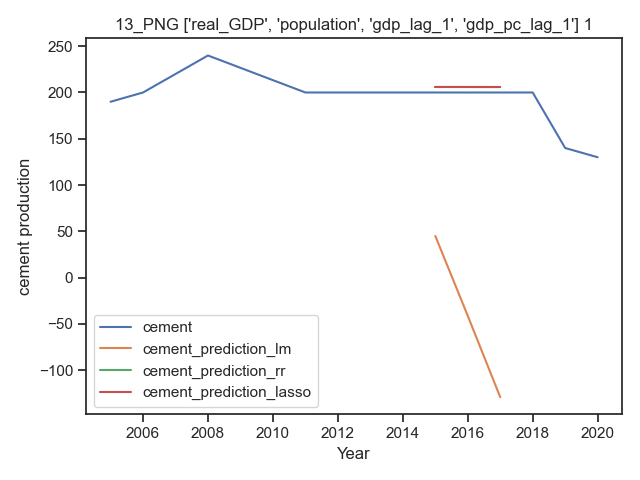 13_PNG ['real_GDP', 'population', 'gdp_lag_1', 'gdp_pc_lag_1'] 1
250
200
150
100
50
0
−50
−100
cement production
cement
cement_prediction_lm
cement_prediction_rr
cement_prediction_lasso
2006 2008 2010 2012 2014 2016 2018 2020
Year